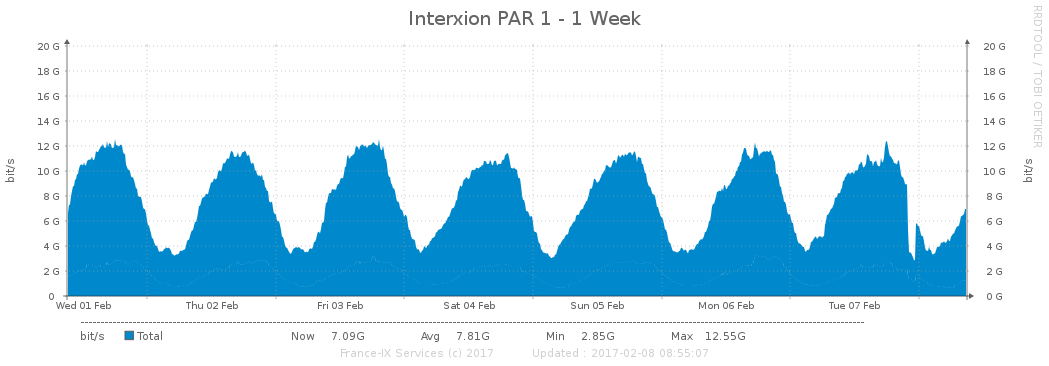 Interxion PAR 1 - 1 Week
RRDTOOL / TOBI OETIKER
bit/s
20 G 20 G
18 G 18 G
16 G 16 G
14 G 14 G
12 G 12 G
10 G 10 G
8 G 8 G
6 G 6 G
4 G 4 G
2 G 2 G
0 0 G
bit/s
Wed 01 Feb Thu 02 Feb Fri 03 Feb Sat 04 Feb Sun 05 Feb Mon 06 Feb Tue 07 Feb
bit/s Total Now 7.09G Avg 7.81G Min 2.85G Max 12.55G
France-IX Services (c) 2017 Updated : 2017-02-08 08:55:07